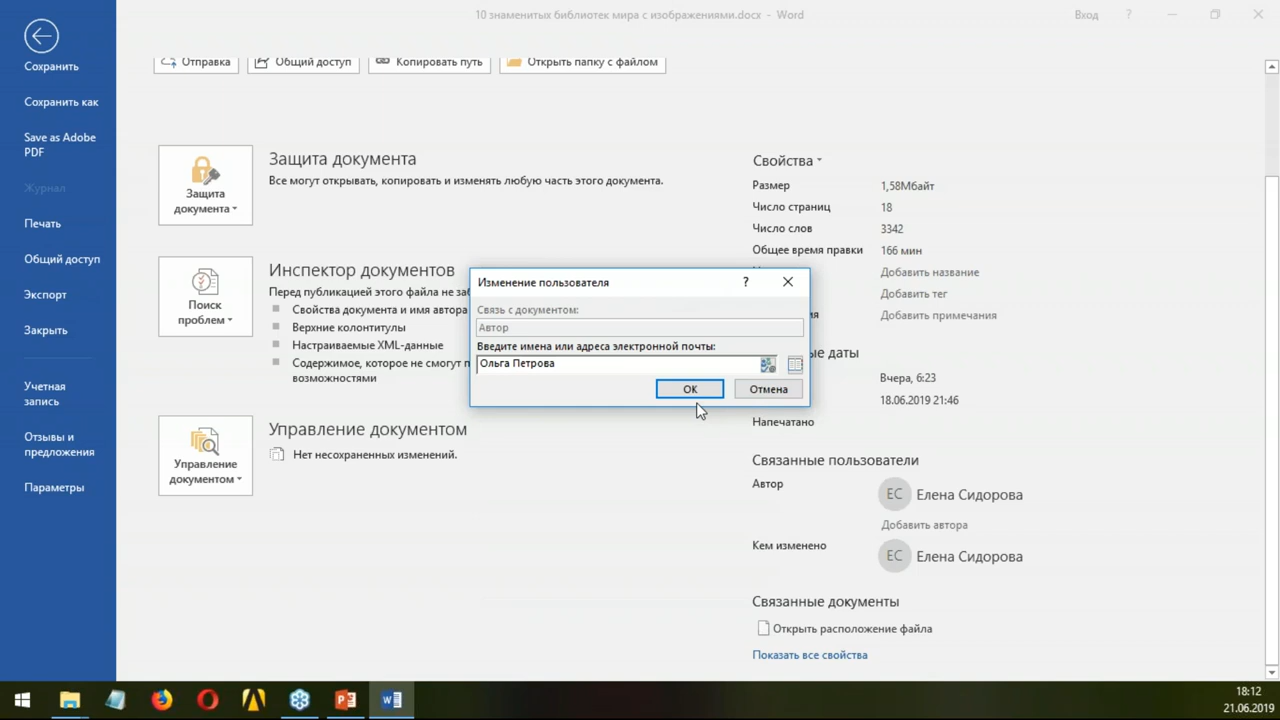 10 знаменитых библиотек мира с изображениями.docx - Word
Вход
?
Сохранить
Сохранить как
Save as Adobe
PDF
Журнал
Печать
Общий доступ
Экспорт
Закрыть
Учетная
запись
Отзывы и
предложения
Параметры
Отправка
Общий доступ
Копировать путь
Открыть папку с файлом
Защита
документа
Защита документа
Все могут открывать, копировать и изменять любую часть этого документа.
Поиск
проблем
Инспектор документов
Перед публикацией этого файла не за
Свойства документа и имя автора
Верхние колонтитулы
Настраиваемые XML-данные
Содержимое, которое не смогут п
возможностями
Управление
документом
Управление документом
Нет несохраненных изменений.
Изменение пользователя
?
Связь с документом:
Автор
Введите имена или адреса электронной почты:
Ольга Петрова
ОК
Отмена
Свойства
Размер 1,58Мбайт
Число страниц 18
Число слов 3342
Общее время правки 166 мин
Добавить название
Добавить тег
Добавить примечания
ые даты
Вчера, 6:23
18.06.2019 21:46
Напечатано
Связанные пользователи
Автор
ЕС Елена Сидорова
Добавить автора
Кем изменено
ЕС Елена Сидорова
Связанные документы
Открыть расположение файла
Показать все свойства
18:12
21.06.2019